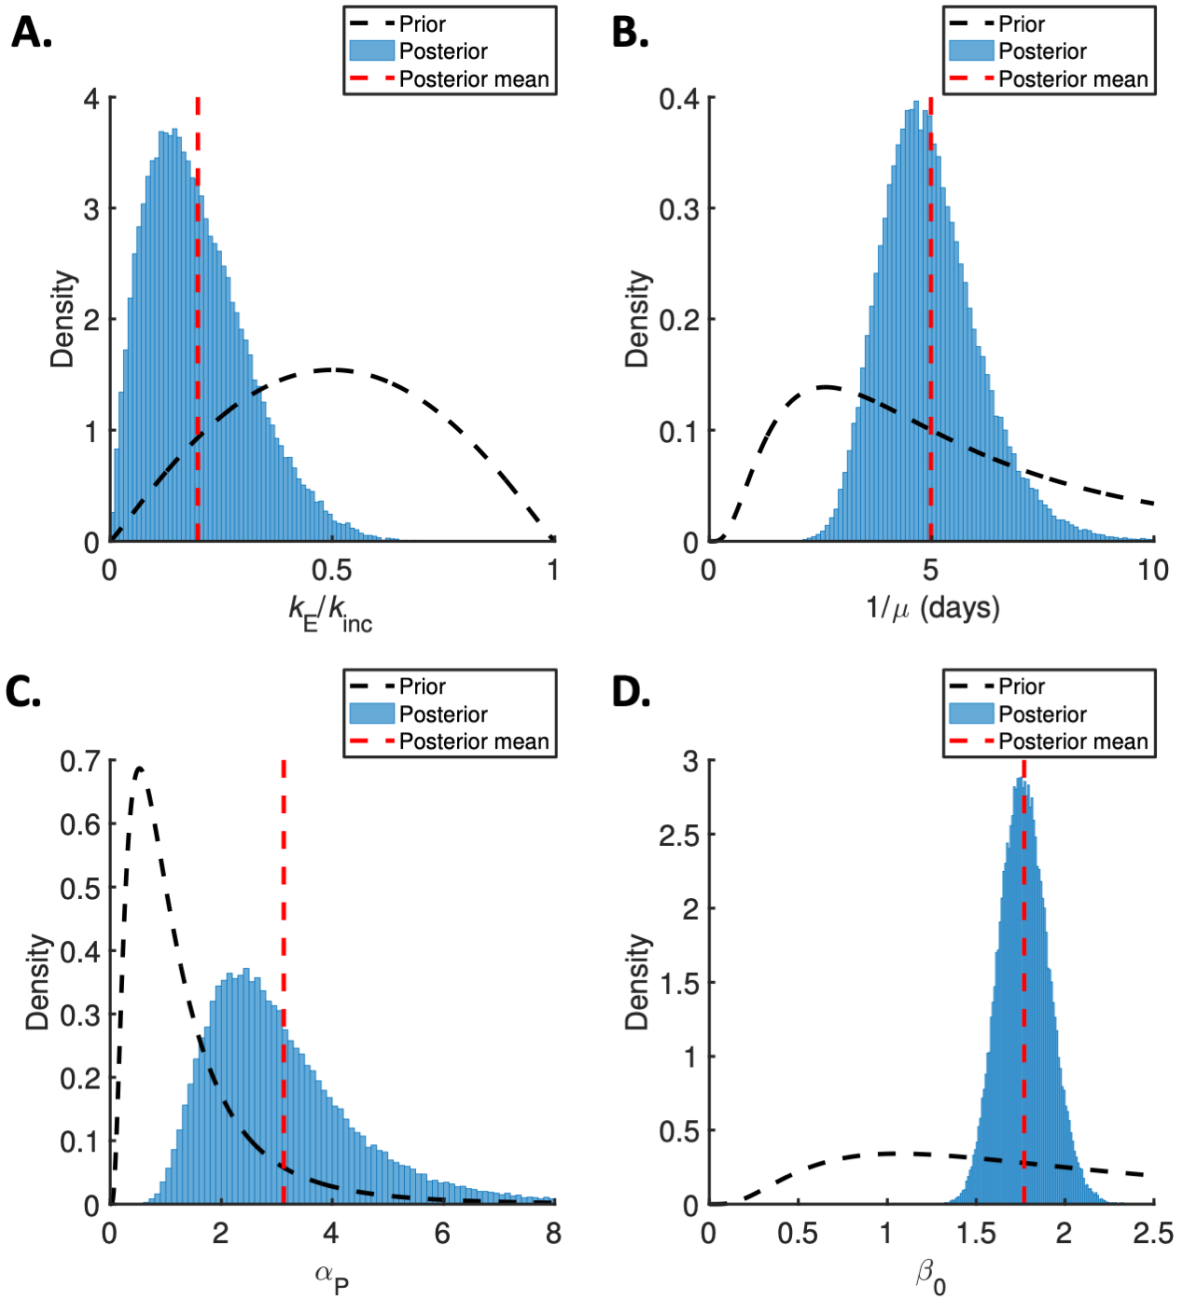 A.
Prior
Posterior
Posterior mean
4
3
2
1
0
Density
0
0.5
1
k_E/k_inc
B.
Prior
Posterior
Posterior mean
0.4
0.3
0.2
0.1
0
Density
0
5
10
1/μ (days)
C.
Prior
Posterior
Posterior mean
0.7
0.6
0.5
0.4
0.3
0.2
0.1
0
Density
0
2
4
6
8
α_P
D.
Prior
Posterior
Posterior mean
3
2.5
2
1.5
1
0.5
0
Density
0
0.5
1
1.5
2
2.5
β_0